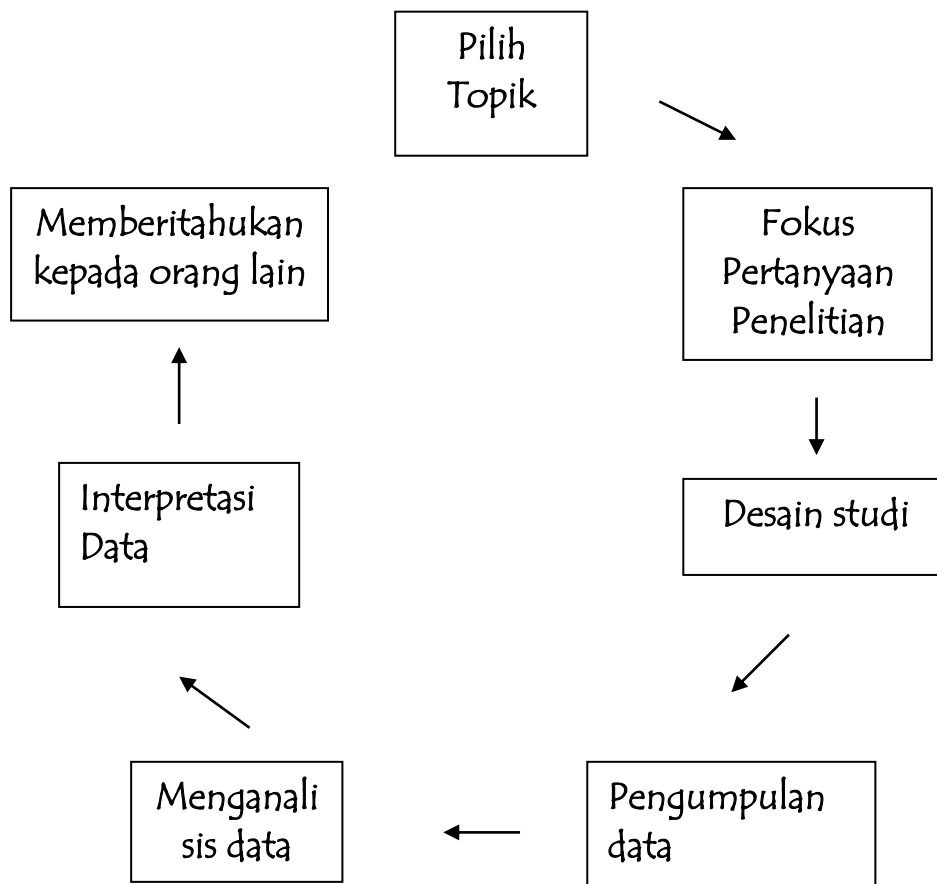 Pilih
Topik
Fokus
Pertanyaan
Penelitian
Desain studi
Pengumpulan
data
Menganali
sis data
Interpretasi
Data
Memberitahukan
kepada orang lain